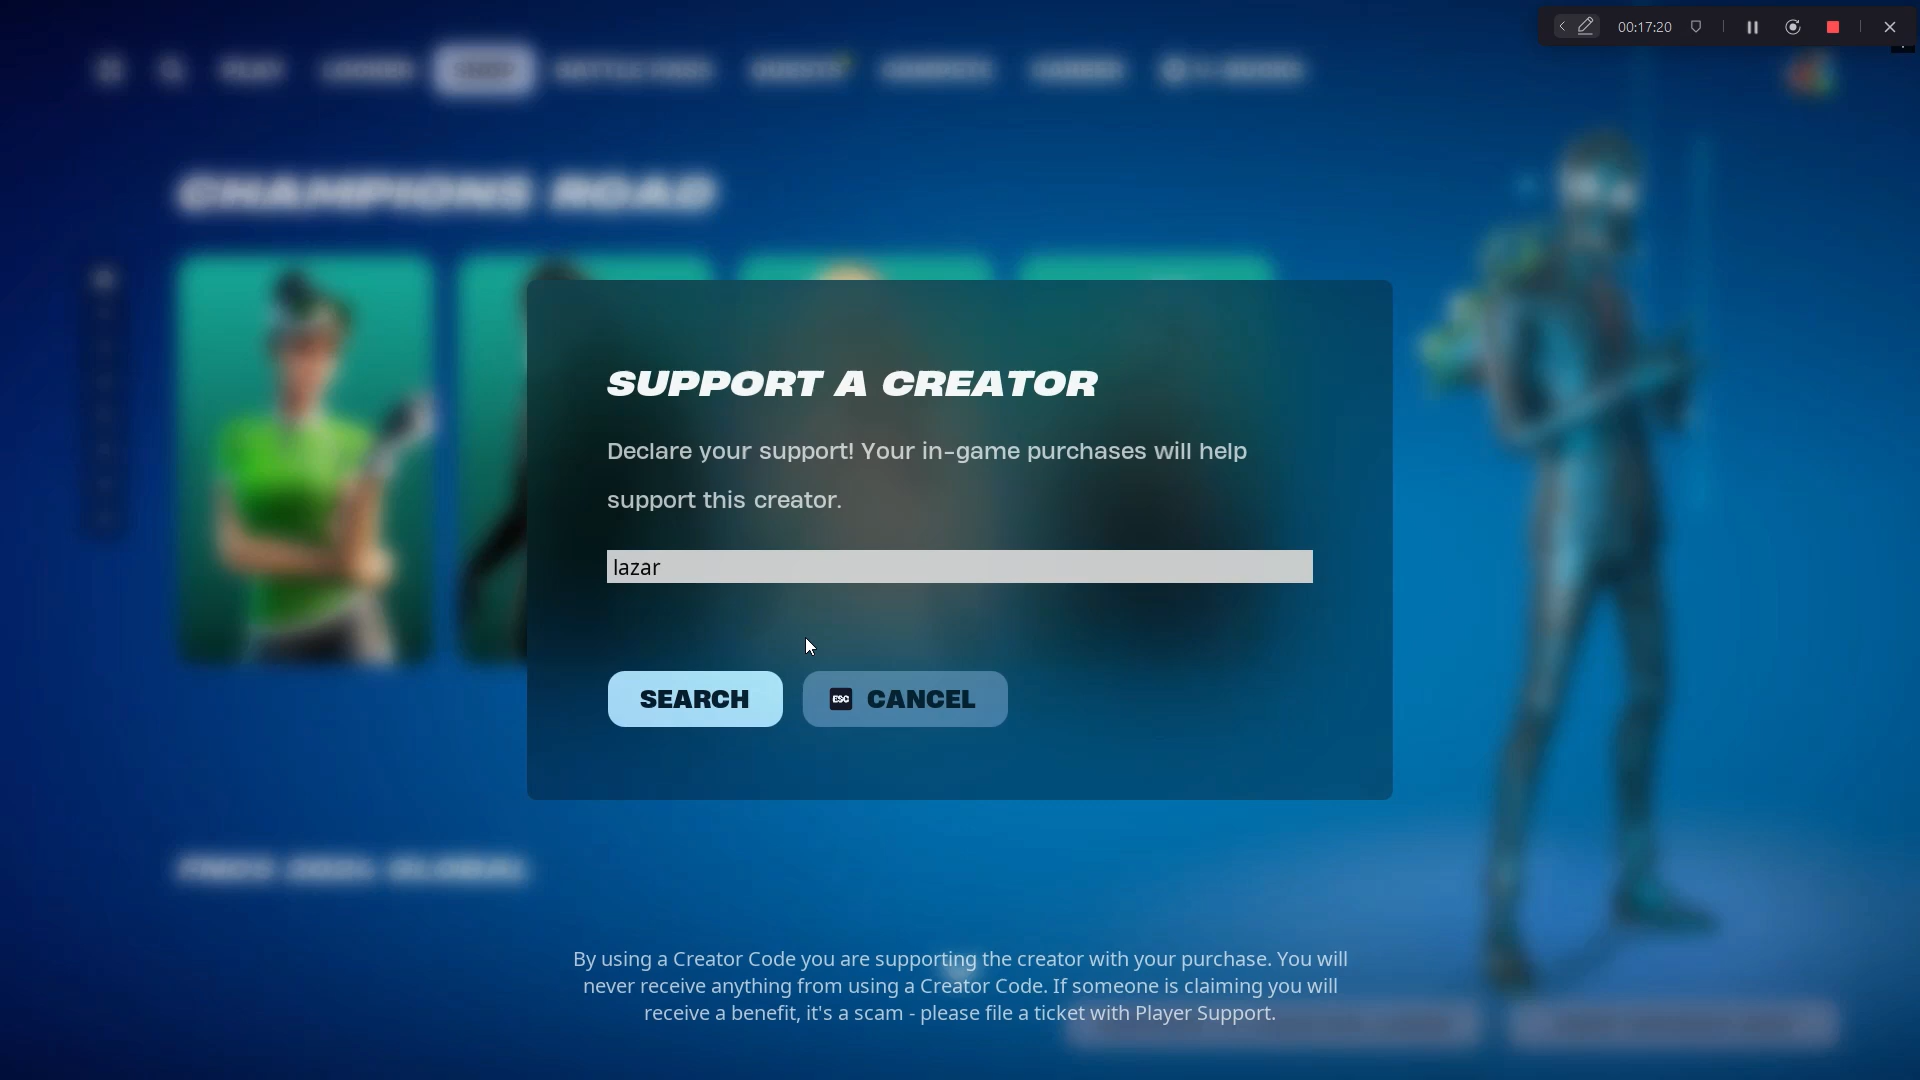 00:17:20
CHAMPIONS ROAD
SUPPORT A CREATOR
Declare your support! Your in-game purchases will help
support this creator.
lazar
SEARCH
ESC CANCEL
By using a Creator Code you are supporting the creator with your purchase. You will
never receive anything from using a Creator Code. If someone is claiming you will
receive a benefit, it's a scam - please file a ticket with Player Support.